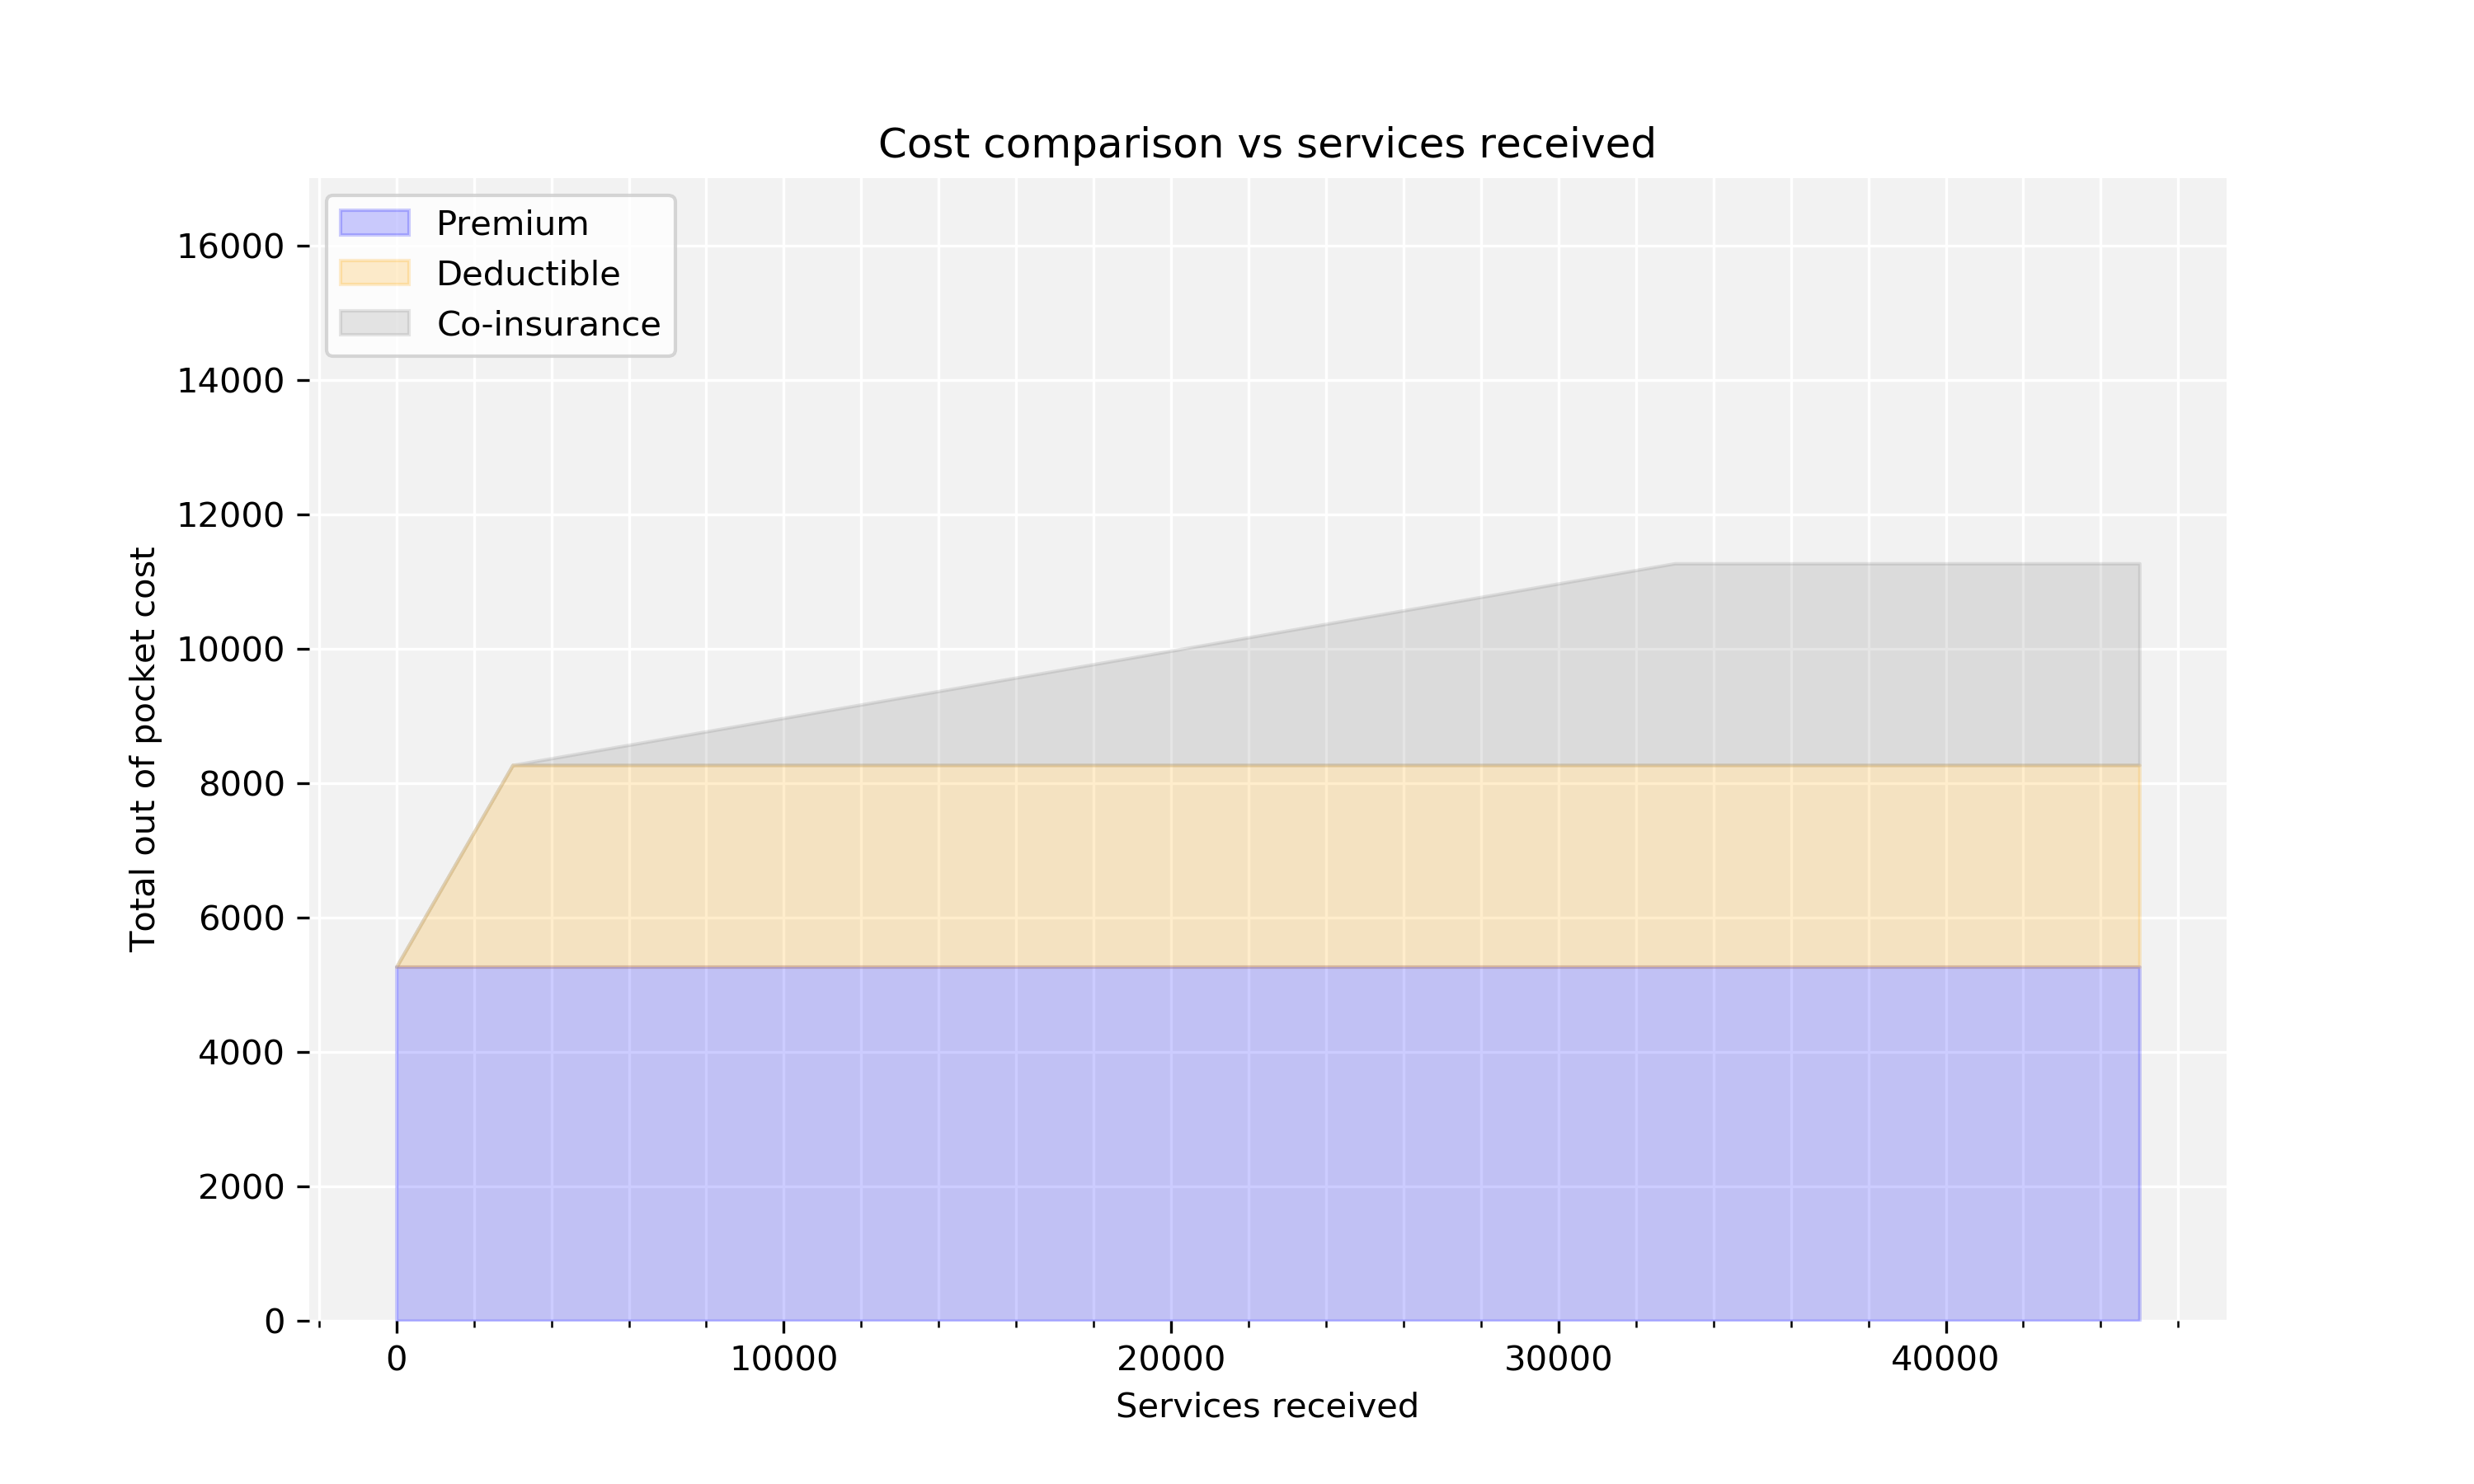 Cost comparison vs services received
Premium
Deductible
Co-insurance
16000
14000
12000
10000
8000
6000
4000
2000
0
Total out of pocket cost
0 10000 20000 30000 40000
Services received